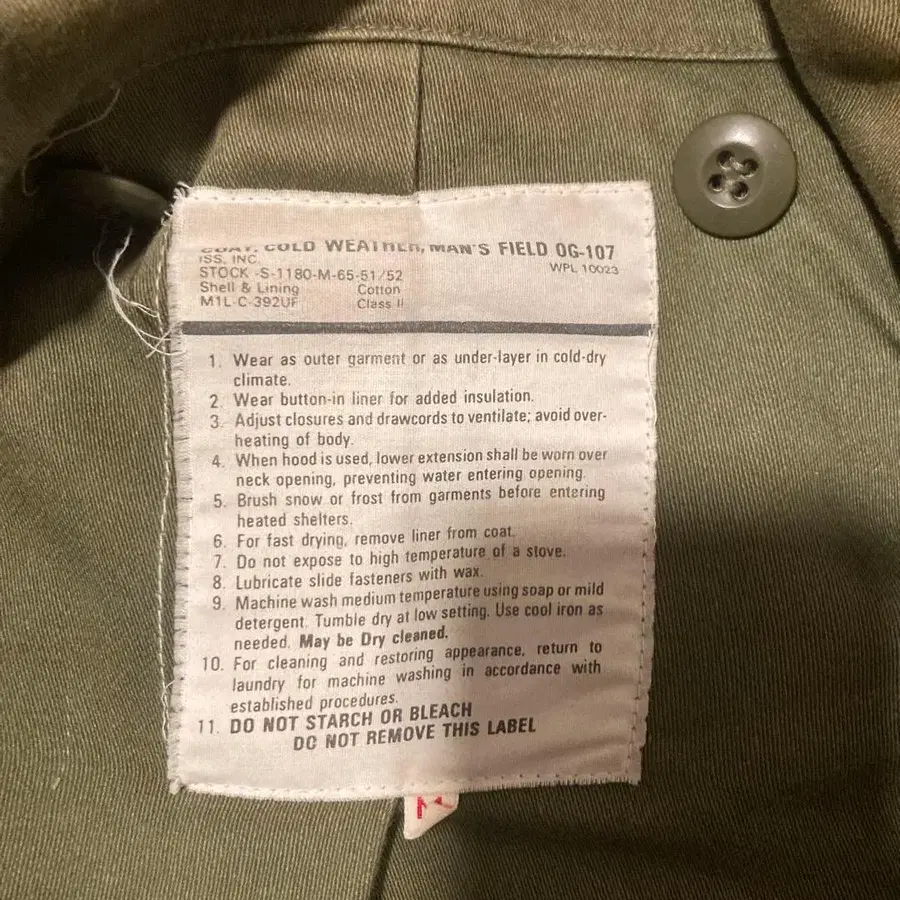 COAT, COLD WEATHER, MAN'S FIELD OG-107
ISS, INC. WPL 10023
STOCK -S-1180-M-65-51/52
Shell & Lining Cotton
M1L-C-392UF Class II
1. Wear as outer garment or as under-layer in cold-dry
climate.
2. Wear button-in liner for added insulation.
3. Adjust closures and drawcords to ventilate; avoid over-
heating of body.
4. When hood is used, lower extension shall be worn over
neck opening, preventing water entering opening.
5. Brush snow or frost from garments before entering
heated shelters.
6. For fast drying, remove liner from coat.
7. Do not expose to high temperature of a stove.
8. Lubricate slide fasteners with wax.
9. Machine wash medium temperature using soap or mild
detergent. Tumble dry at low setting. Use cool iron as
needed. May be Dry cleaned.
10. For cleaning and restoring appearance, return to
laundry for machine washing in accordance with
established procedures.
11. DO NOT STARCH OR BLEACH
DO NOT REMOVE THIS LABEL